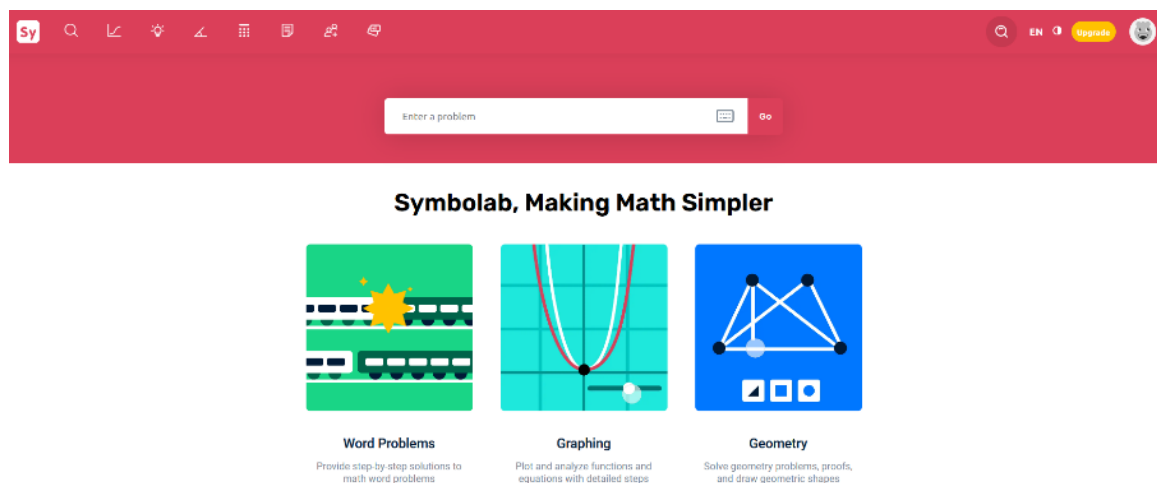 Sy
EN
Upgrade
Enter a problem
Go
Symbolab, Making Math Simpler
Word Problems
Graphing
Geometry
Provide step-by-step solutions to
math word problems
Plot and analyze functions and
equations with detailed steps
Solve geometry problems, proofs,
and draw geometric shapes